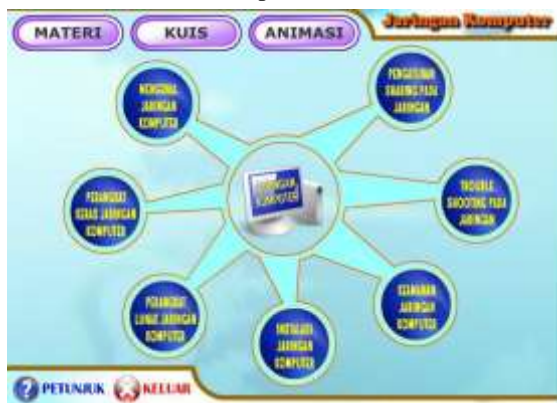 MATERI
KUIS
ANIMASI
Jaringan Komputer
MENGENAL
JARINGAN
KOMPUTER
PENGATURAN
SHARING PADA
JARINGAN
PERANGKAT
KERAS JARINGAN
KOMPUTER
JARINGAN
KOMPUTER
TROUBLE
SHOOTING PADA
JARINGAN
PERANGKAT
LUNAK JARINGAN
KOMPUTER
INSTALASI
JARINGAN
KOMPUTER
KEAMANAN
JARINGAN
KOMPUTER
PETUNJUK
KELUAR